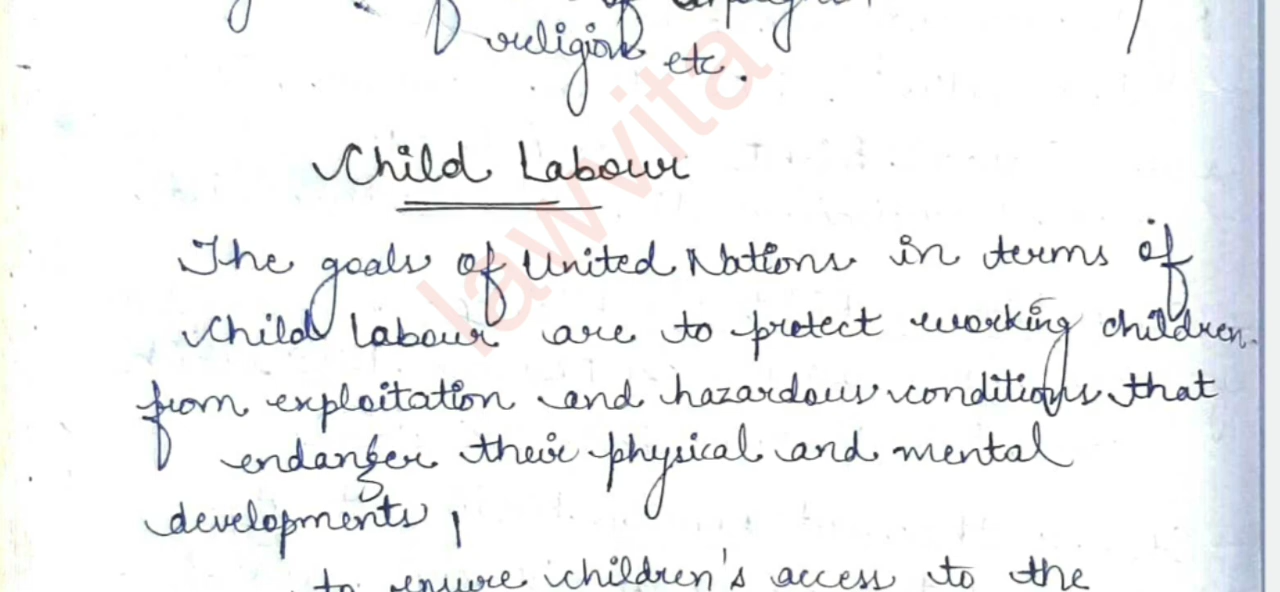 religion etc.
Child Labour
The goals of United Nations in terms of
Child labour are to protect working children
from exploitation and hazardous conditions that
endanger their physical and mental
developments,
to ensure children's access to the
lawvita